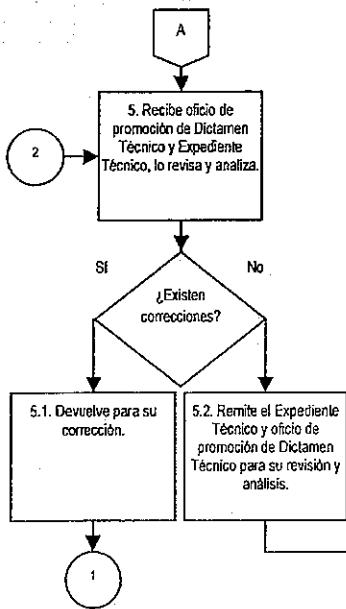 A
5. Recibe oficio de
promoción de Dictamen
Técnico y Expediente
Técnico, lo revisa y analiza.
2
Sí
No
¿Existen
correcciones?
5.1. Devuelve para su
corrección.
5.2. Remite el Expediente
Técnico y oficio de
promoción de Dictamen
Técnico para su revisión y
análisis.
1